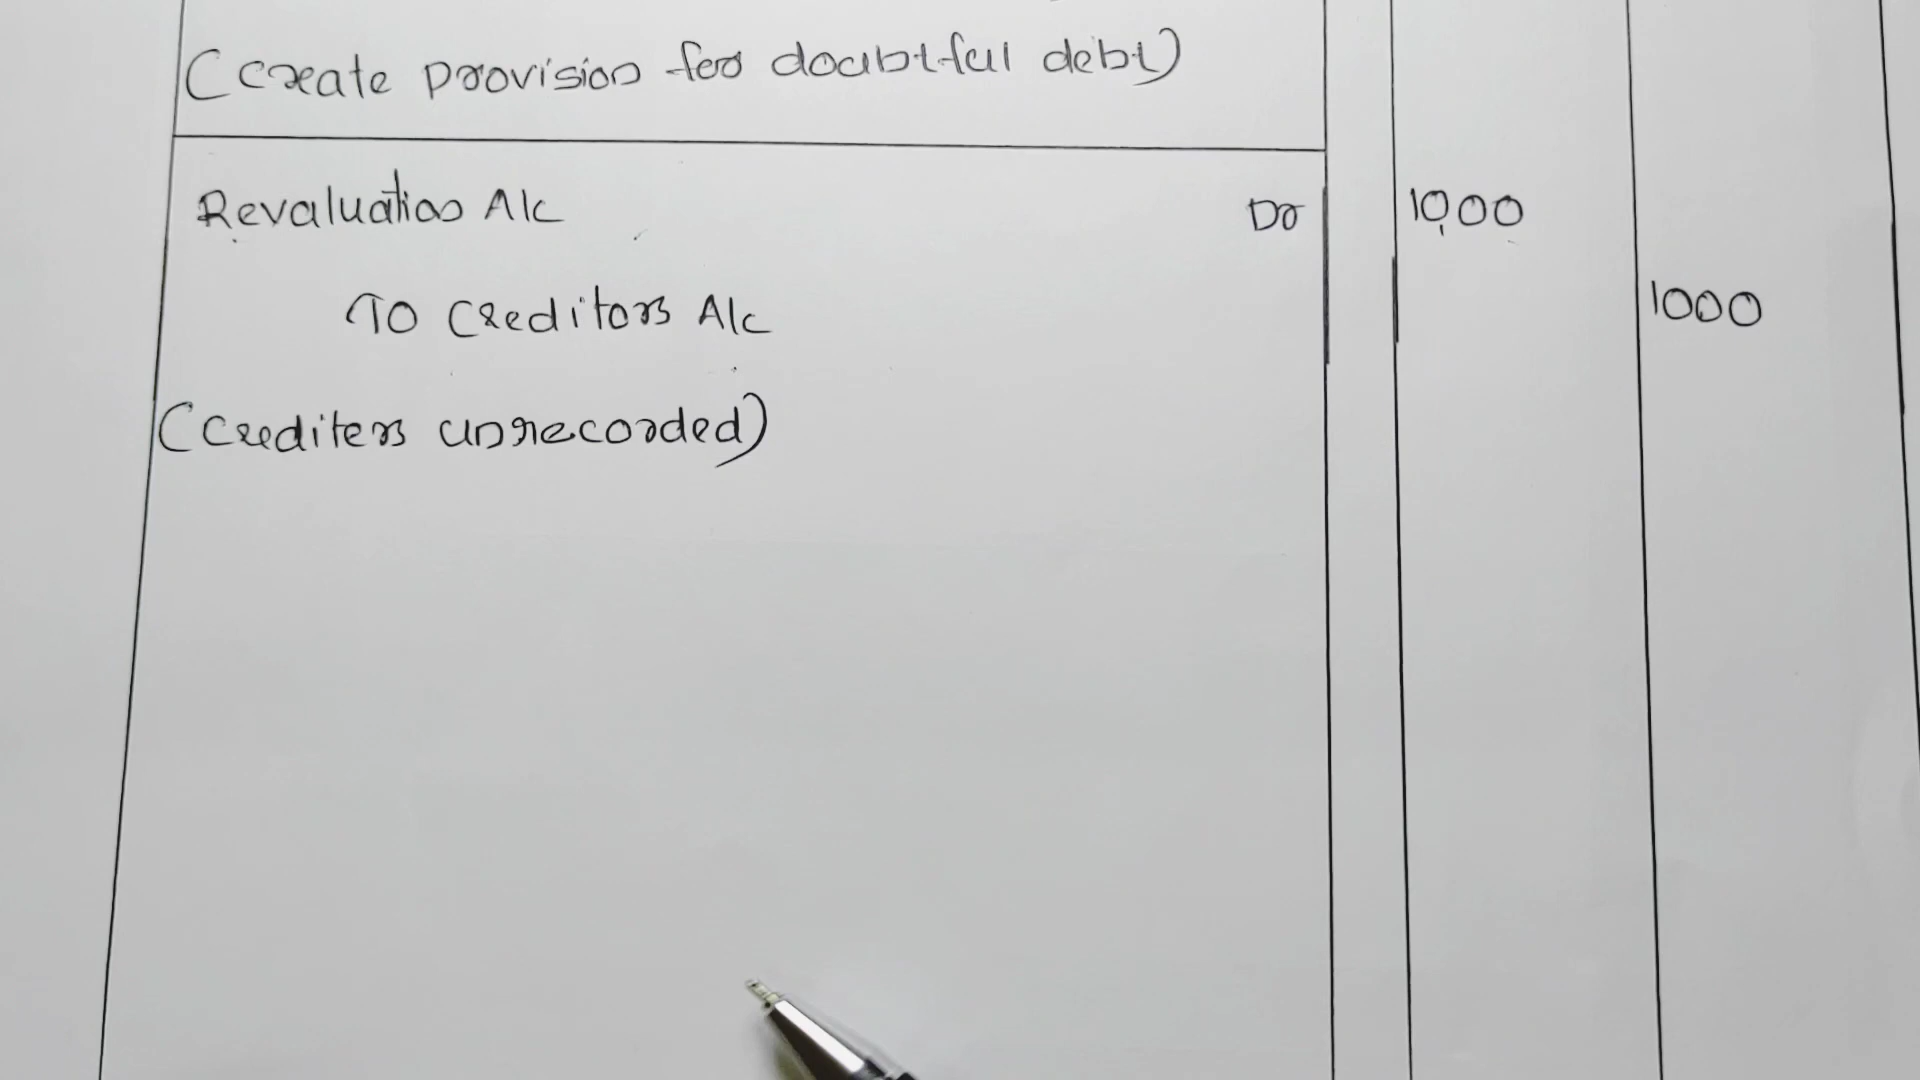 (Create provision for doubtful debt)
Revaluation A/c Dr 1000
To Creditors A/c 1000
(Creditors unrecorded)